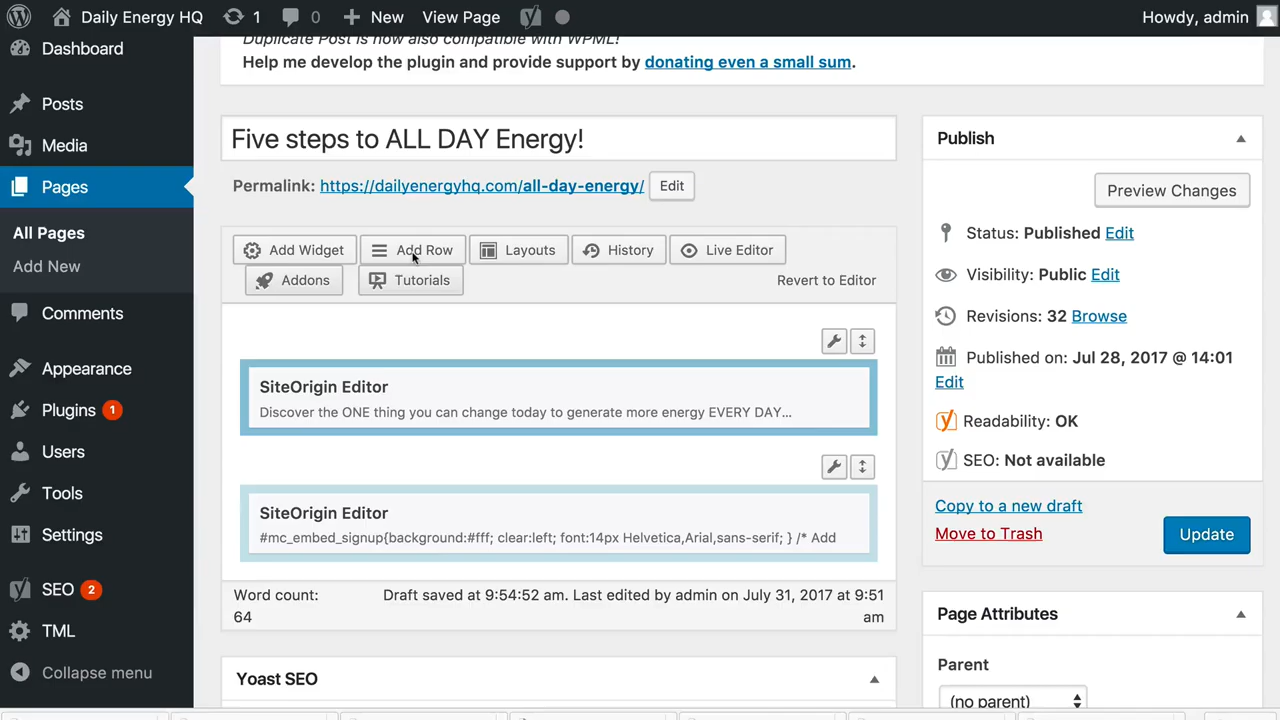 Daily Energy HQ 1 0 New View Page Howdy, admin
Dashboard
Posts
Media
Pages
All Pages
Add New
Comments
Appearance
Plugins 1
Users
Tools
Settings
SEO 2
TML
Collapse menu
Duplicate Post is now also compatible with WPML!
Help me develop the plugin and provide support by donating even a small sum.
Five steps to ALL DAY Energy!
Permalink: https://dailyenergyhq.com/all-day-energy/ Edit
Add Widget Add Row Layouts History Live Editor
Addons Tutorials Revert to Editor
SiteOrigin Editor
Discover the ONE thing you can change today to generate more energy EVERY DAY...
SiteOrigin Editor
#mc_embed_signup{background:#fff; clear:left; font:14px Helvetica,Arial,sans-serif; } /* Add
Word count: Draft saved at 9:54:52 am. Last edited by admin on July 31, 2017 at 9:51
64 am
Yoast SEO
Publish
Preview Changes
Status: Published Edit
Visibility: Public Edit
Revisions: 32 Browse
Published on: Jul 28, 2017 @ 14:01
Edit
Readability: OK
SEO: Not available
Copy to a new draft
Move to Trash Update
Page Attributes
Parent
(no parent)